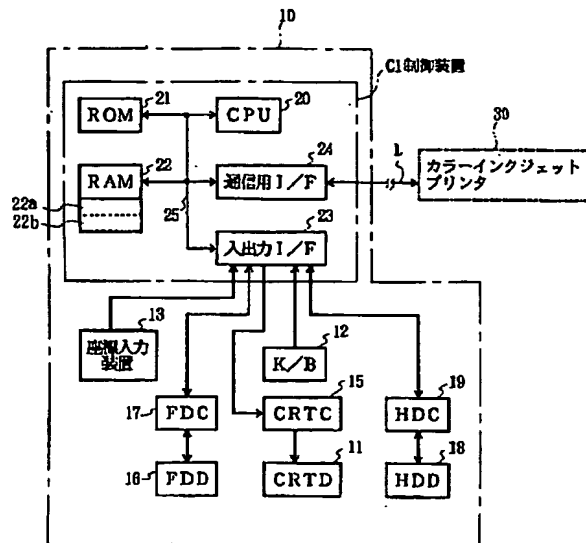 10
C1制御装置
21
20
ROM
CPU
22
24
30
RAM
通信用I/F
L
カラーインクジェット
プリンタ
22a
22b
25
23
入出力I/F
13
座標入力
装置
12
K/B
15
19
17
FDC
CRTC
HDC
11
18
16
FDD
CRTD
HDD